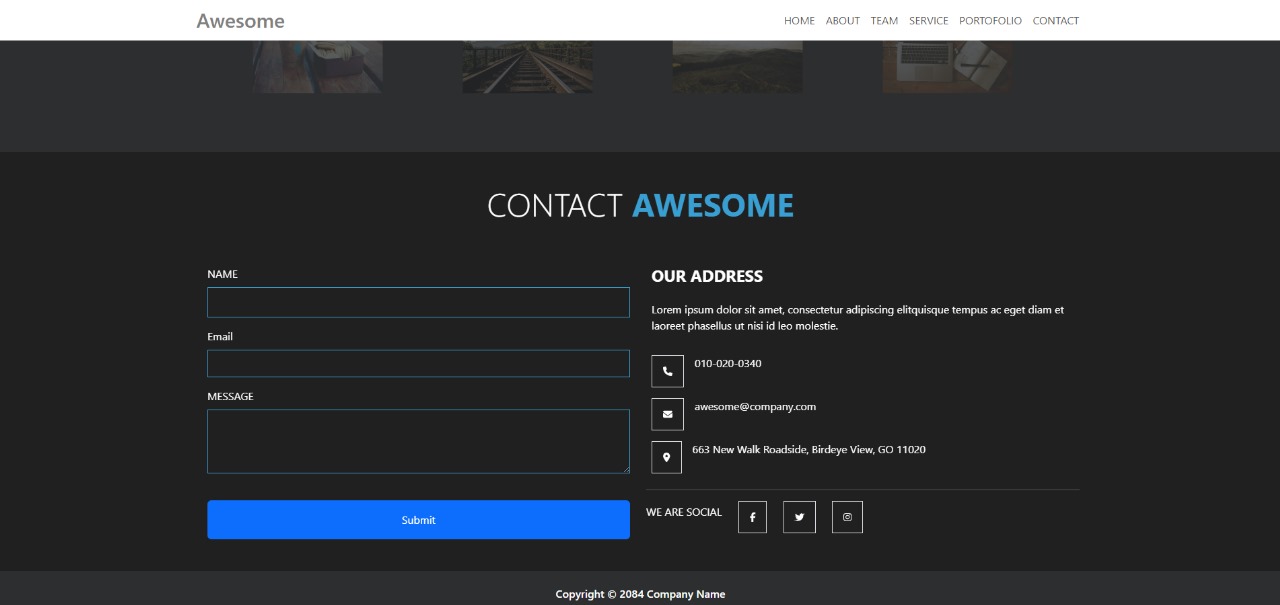 Awesome
HOME ABOUT TEAM SERVICE PORTOFOLIO CONTACT
CONTACT AWESOME
NAME
Email
MESSAGE
Submit
OUR ADDRESS
Lorem ipsum dolor sit amet, consectetur adipiscing elitquisque tempus ac eget diam et
laoreet phasellus ut nisi id leo molestie.
010-020-0340
awesome@company.com
663 New Walk Roadside, Birdeye View, GO 11020
WE ARE SOCIAL
Copyright © 2084 Company Name